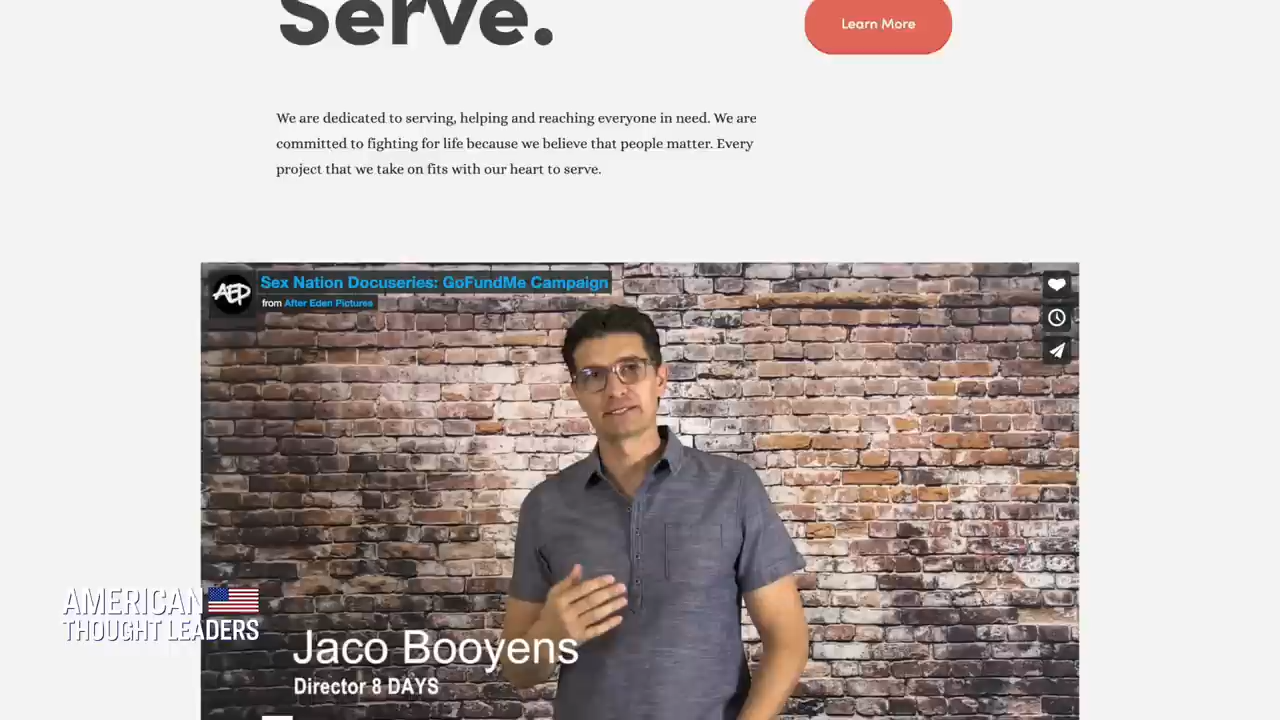 Serve.
Learn More
We are dedicated to serving, helping and reaching everyone in need. We are
committed to fighting for life because we believe that people matter. Every
project that we take on fits with our heart to serve.
AEP
Sex Nation Docuseries: GoFundMe Campaign
from After Eden Pictures
AMERICAN
THOUGHT LEADERS
Jaco Booyens
Director 8 DAYS